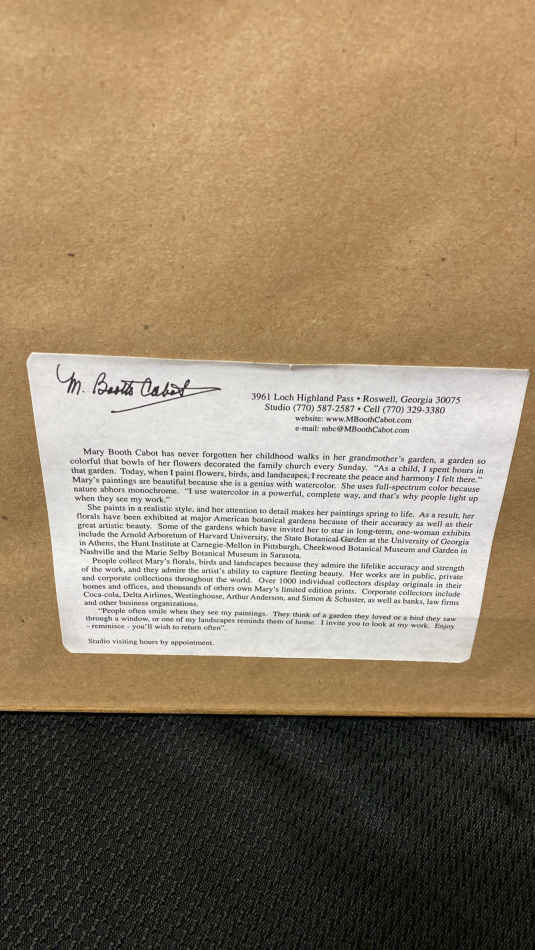 M. Booth Cabot
3961 Loch Highland Pass • Roswell, Georgia 30075
Studio (770) 587-2587 • Cell (770) 329-3380
website: www.MBoothCabot.com
e-mail: mbc@MBoothCabot.com
Mary Booth Cabot has never forgotten her childhood walks in her grandmother's garden, a garden so
colorful that bowls of her flowers decorated the family church every Sunday. "As a child, I spent hours in
that garden. Today, when I paint flowers, birds, and landscapes, I recreate the peace and harmony I felt there."
Mary's paintings are beautiful because she is a genius with watercolor. She uses full-spectrum color because
nature abhors monochrome. "I use watercolor in a powerful, complete way, and that's why people light up
when they see my work."
She paints in a realistic style, and her attention to detail makes her paintings spring to life. As a result, her
florals have been exhibited at major American botanical gardens because of their accuracy as well as their
great artistic beauty. Some of the gardens which have invited her to star in long-term, one-woman exhibits
include the Arnold Arboretum of Harvard University, the State Botanical Garden at the University of Georgia
in Athens, the Hunt Institute at Carnegie-Mellon in Pittsburgh, Cheekwood Botanical Museum and Garden in
Nashville and the Marie Selby Botanical Museum in Sarasota.
People collect Mary's florals, birds and landscapes because they admire the lifelike accuracy and strength
of the work, and they admire the artist's ability to capture fleeting beauty. Her works are in public, private
and corporate collections throughout the world. Over 1000 individual collectors display originals in their
homes and offices, and thousands of others own Mary's limited edition prints. Corporate collectors include
Coca-cola, Delta Airlines, Westinghouse, Arthur Anderson, and Simon & Schuster, as well as banks, law firms
and other business organizations.
"People often smile when they see my paintings. They think of a garden they loved or a bird they saw
through a window, or one of my landscapes reminds them of home. I invite you to look at my work. Enjoy
- reminisce - you'll wish to return often".
Studio visiting hours by appointment.